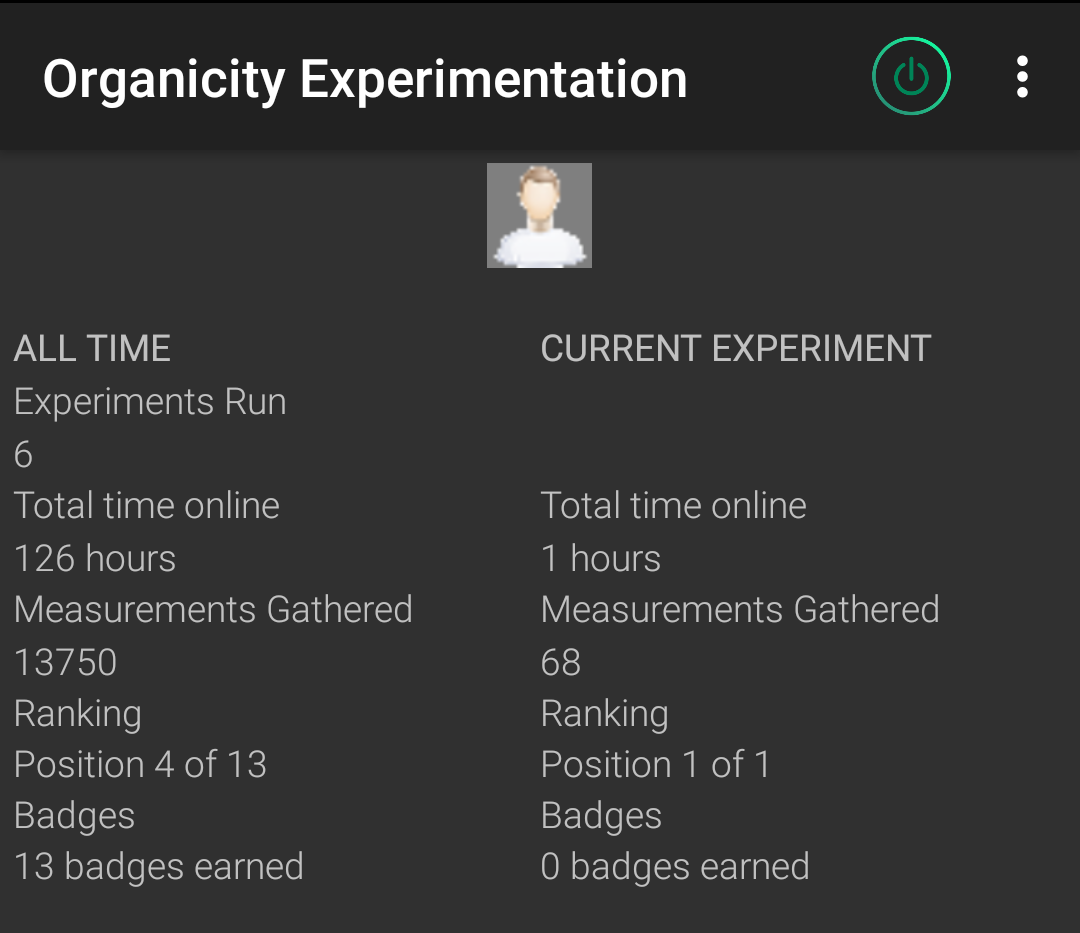 Organicity Experimentation
ALL TIME
Experiments Run
6
Total time online
126 hours
Measurements Gathered
13750
Ranking
Position 4 of 13
Badges
13 badges earned
CURRENT EXPERIMENT
Total time online
1 hours
Measurements Gathered
68
Ranking
Position 1 of 1
Badges
0 badges earned